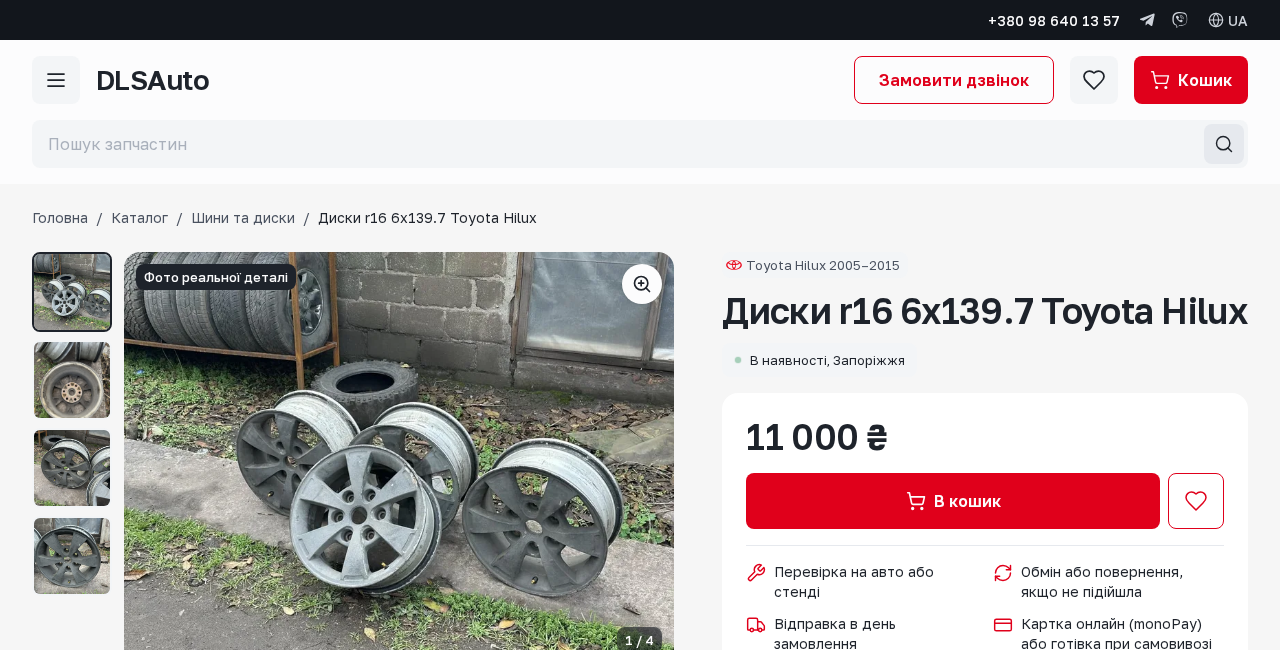 +380 98 640 13 57
UA
DLSAuto
Замовити дзвінок
Кошик
Пошук запчастин
Головна / Каталог / Шини та диски / Диски r16 6x139.7 Toyota Hilux
Фото реальної деталі
1 / 4
Toyota Hilux 2005–2015
Диски r16 6x139.7 Toyota Hilux
В наявності, Запоріжжя
11 000 ₴
В кошик
Перевірка на авто або
стенді
Обмін або повернення,
якщо не підійшла
Відправка в день
замовлення
Картка онлайн (monoPay)
або готівка при самовивозі